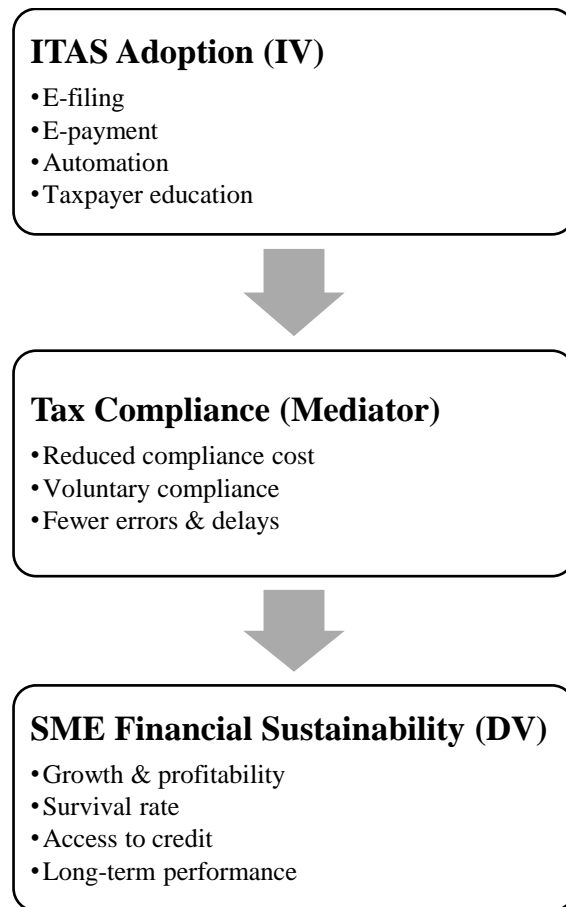 ITAS Adoption (IV)
•E-filing
•E-payment
•Automation
•Taxpayer education
Tax Compliance (Mediator)
•Reduced compliance cost
•Voluntary compliance
•Fewer errors & delays
SME Financial Sustainability (DV)
•Growth & profitability
•Survival rate
•Access to credit
•Long-term performance